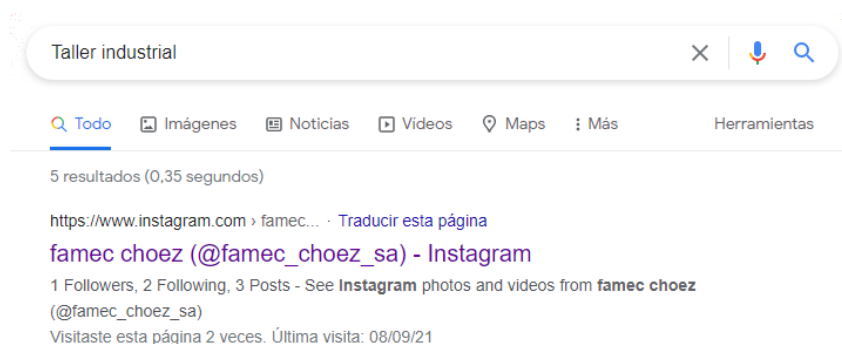 Taller industrial
Todo Imágenes Noticias Videos Maps Más Herramientas
5 resultados (0,35 segundos)
https://www.instagram.com › famec... · Traducir esta página
famec choez (@famec_choez_sa) - Instagram
1 Followers, 2 Following, 3 Posts - See Instagram photos and videos from famec choez
(@famec_choez_sa)
Visitaste esta página 2 veces. Última visita: 08/09/21